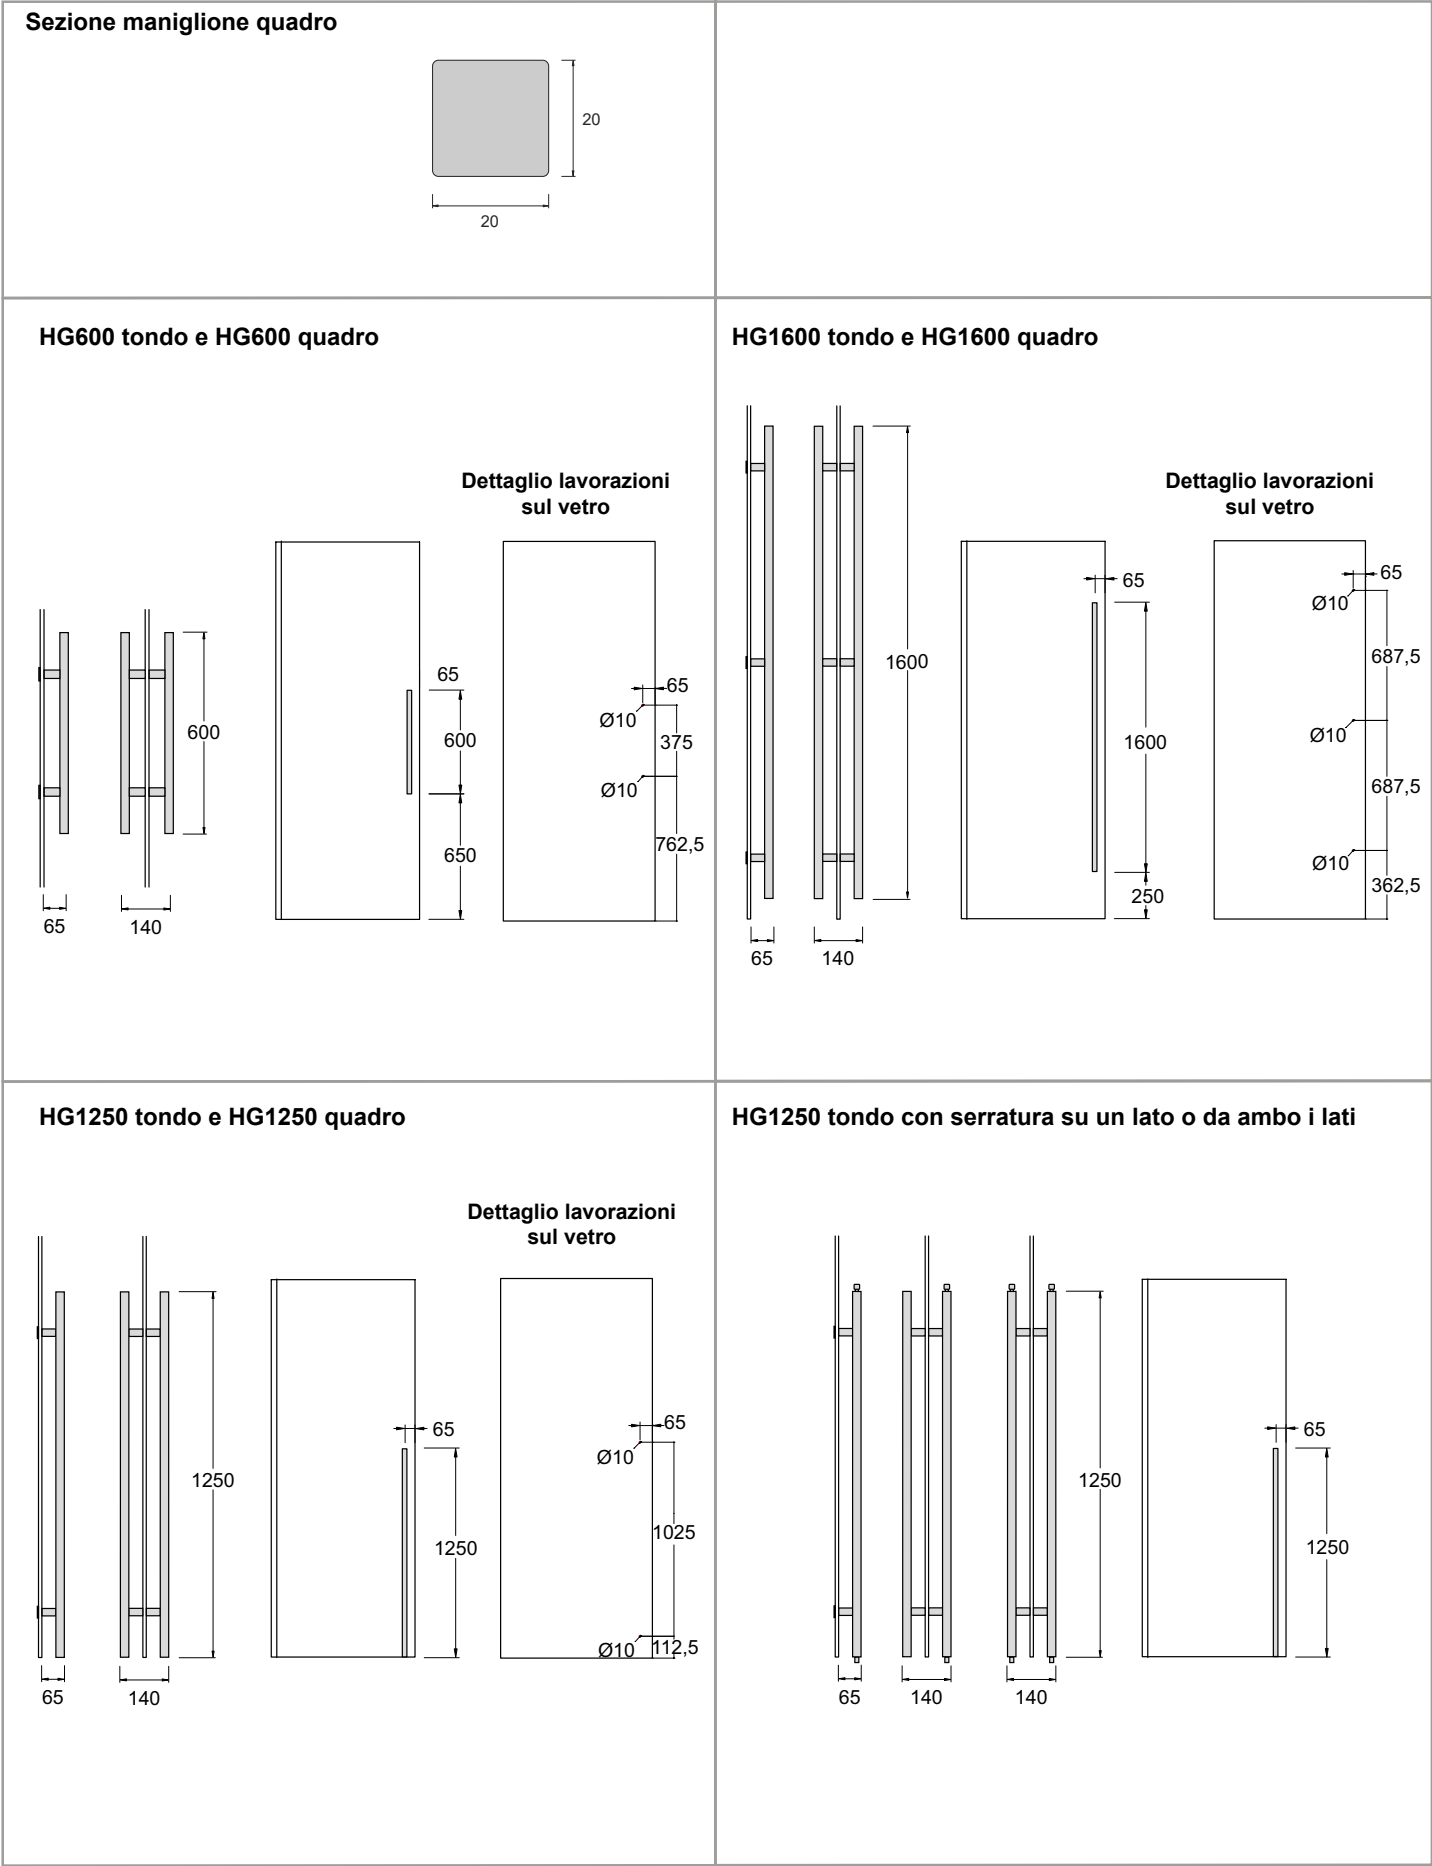 Sezione maniglione quadro
20
20
HG600 tondo e HG600 quadro
Dettaglio lavorazioni
sul vetro
65
65
Ø10
600
600
375
Ø10
650
762,5
65
140
HG1600 tondo e HG1600 quadro
Dettaglio lavorazioni
sul vetro
65
65
Ø10
1600
687,5
Ø10
1600
687,5
Ø10
250
362,5
65
140
HG1250 tondo e HG1250 quadro
Dettaglio lavorazioni
sul vetro
65
65
Ø10
1250
1025
1250
Ø10
112,5
65
140
HG1250 tondo con serratura su un lato o da ambo i lati
65
1250
1250
65
140
140